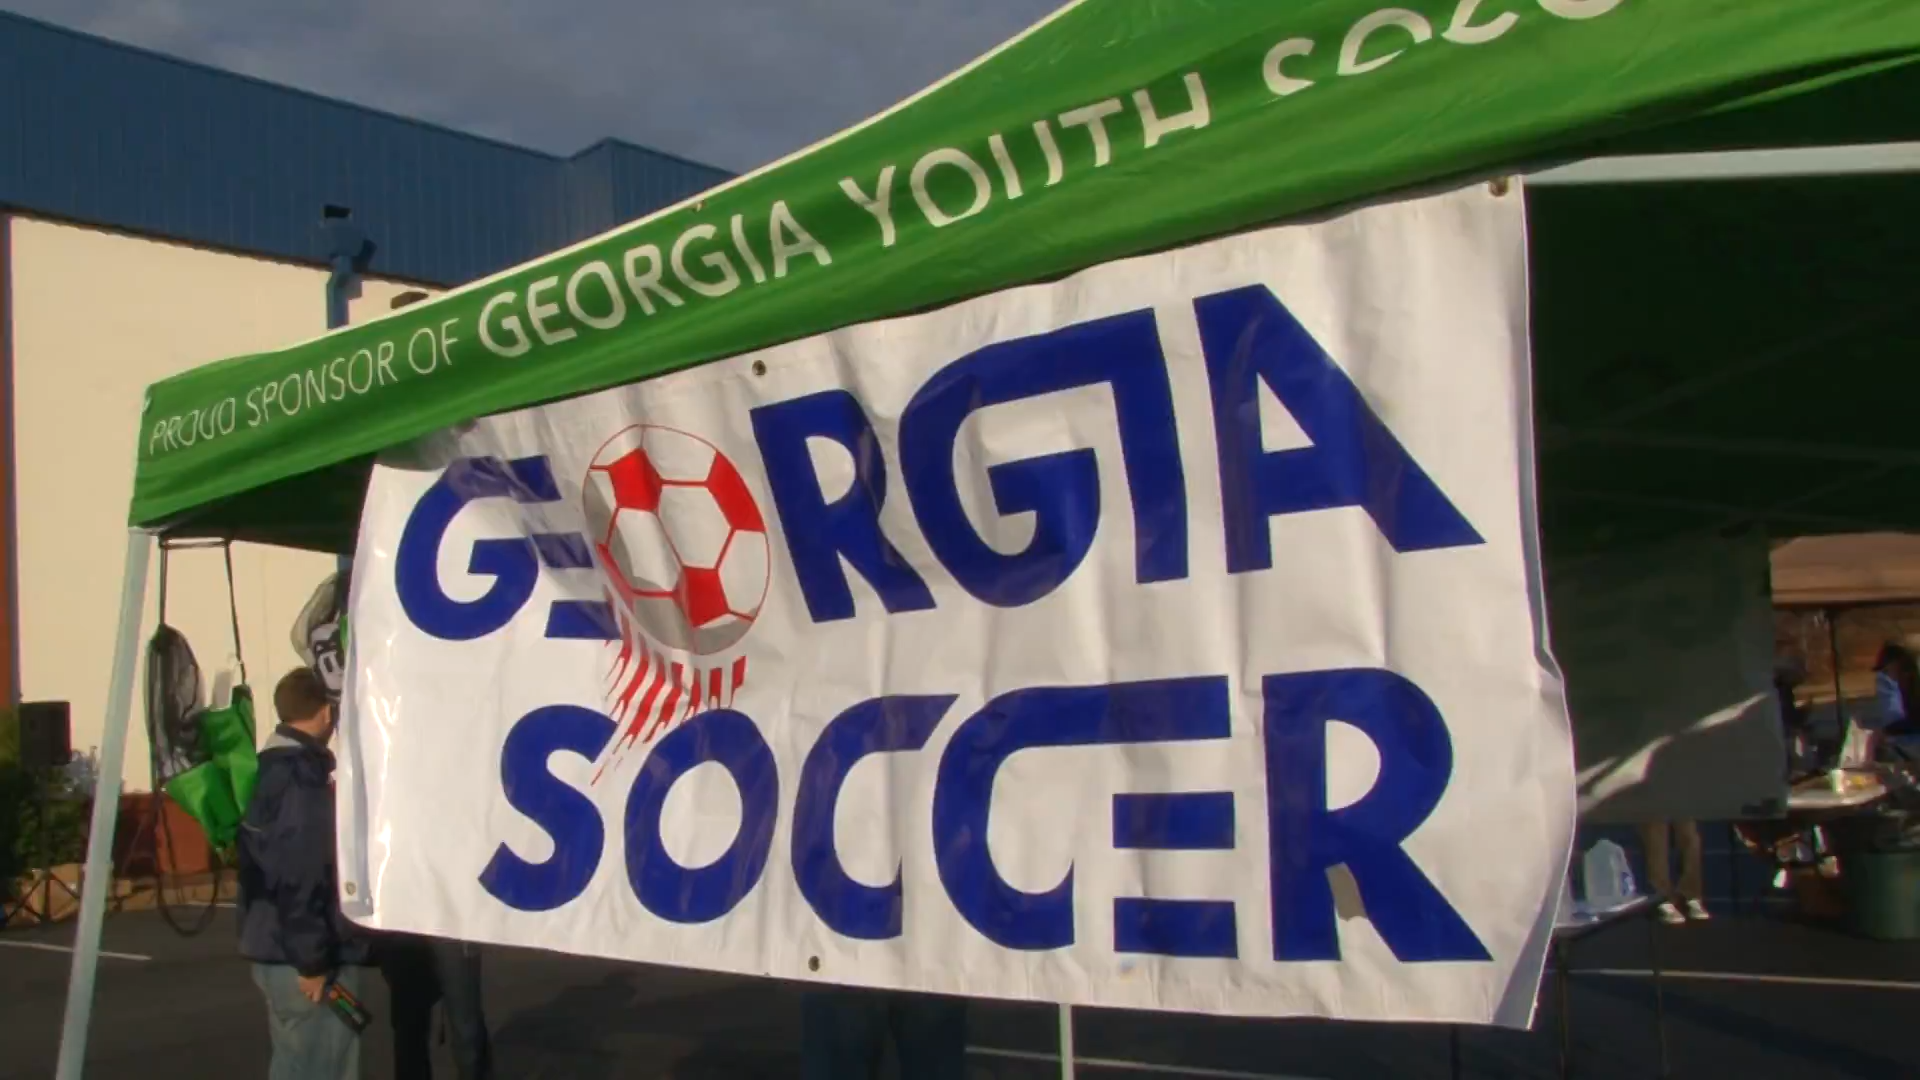 PROUD SPONSOR OF GEORGIA YOUTH
GEORGIA
SOCCER